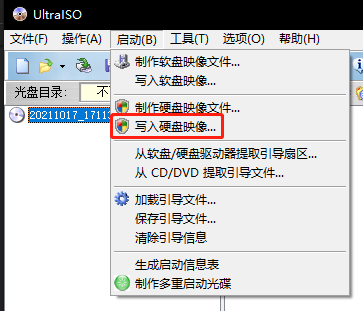 UltraISO
文件(F) 操作(A) 启动(B) 工具(T) 选项(O) 帮助(H)
制作软盘映像文件...
写入软盘映像...
光盘目录: 不
制作硬盘映像文件...
20211017_1711
写入硬盘映像...
从软盘/硬盘驱动器提取引导扇区...
从 CD/DVD 提取引导文件...
加载引导文件...
保存引导文件...
清除引导信息
生成启动信息表
制作多重启动光碟